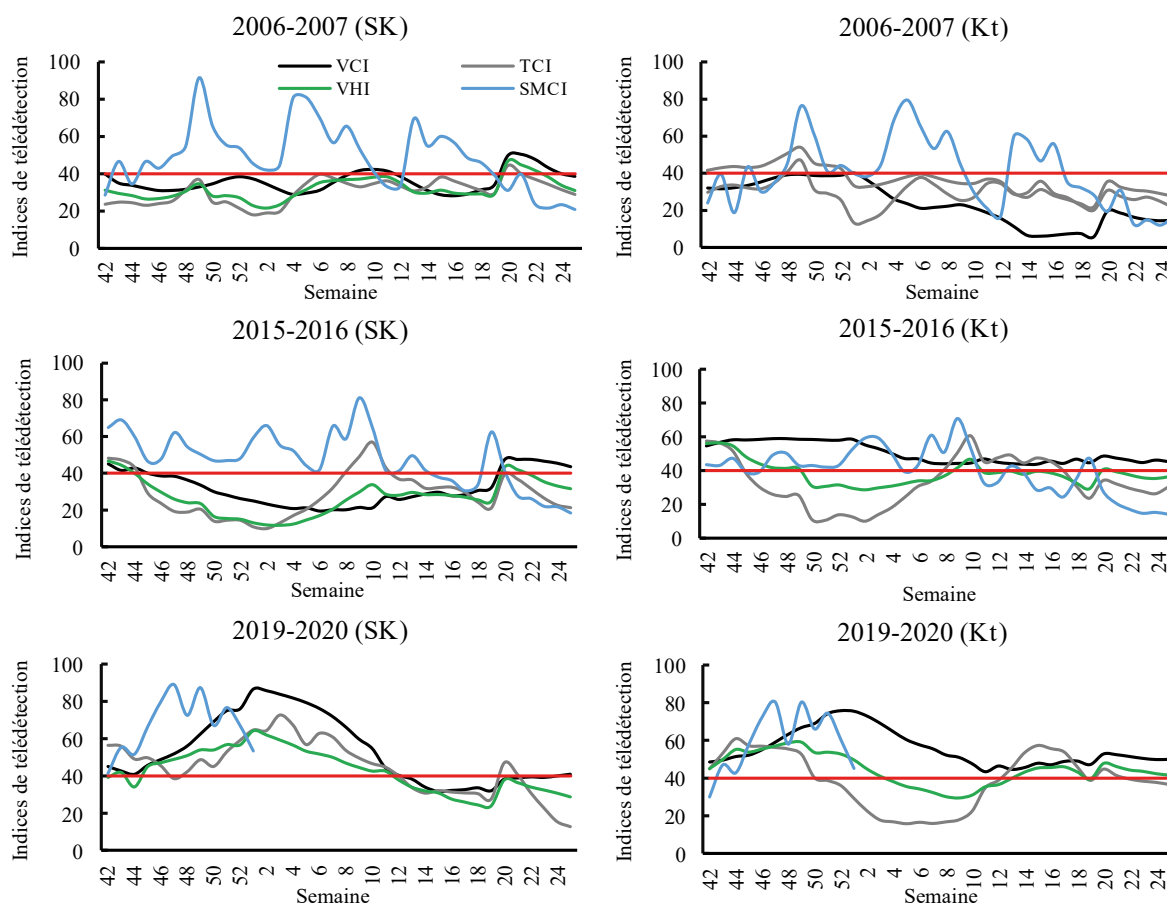 2006-2007 (SK)
Indices de télédétection
100
80
60
40
20
0
VCI
TCI
VHI
SMCI
42 44 46 48 50 52 2 4 6 8 10 12 14 16 18 20 22 24
Semaine
2006-2007 (Kt)
Indices de télédétection
100
80
60
40
20
0
42 44 46 48 50 52 2 4 6 8 10 12 14 16 18 20 22 24
Semaine
2015-2016 (SK)
Indices de télédétection
100
80
60
40
20
0
42 44 46 48 50 52 2 4 6 8 10 12 14 16 18 20 22 24
Semaine
2015-2016 (Kt)
Indices de télédétection
100
80
60
40
20
0
42 44 46 48 50 52 2 4 6 8 10 12 14 16 18 20 22 24
Semaine
2019-2020 (SK)
Indices de télédétection
100
80
60
40
20
0
42 44 46 48 50 52 2 4 6 8 10 12 14 16 18 20 22 24
Semaine
2019-2020 (Kt)
Indices de télédétection
100
80
60
40
20
0
42 44 46 48 50 52 2 4 6 8 10 12 14 16 18 20 22 24
Semaine